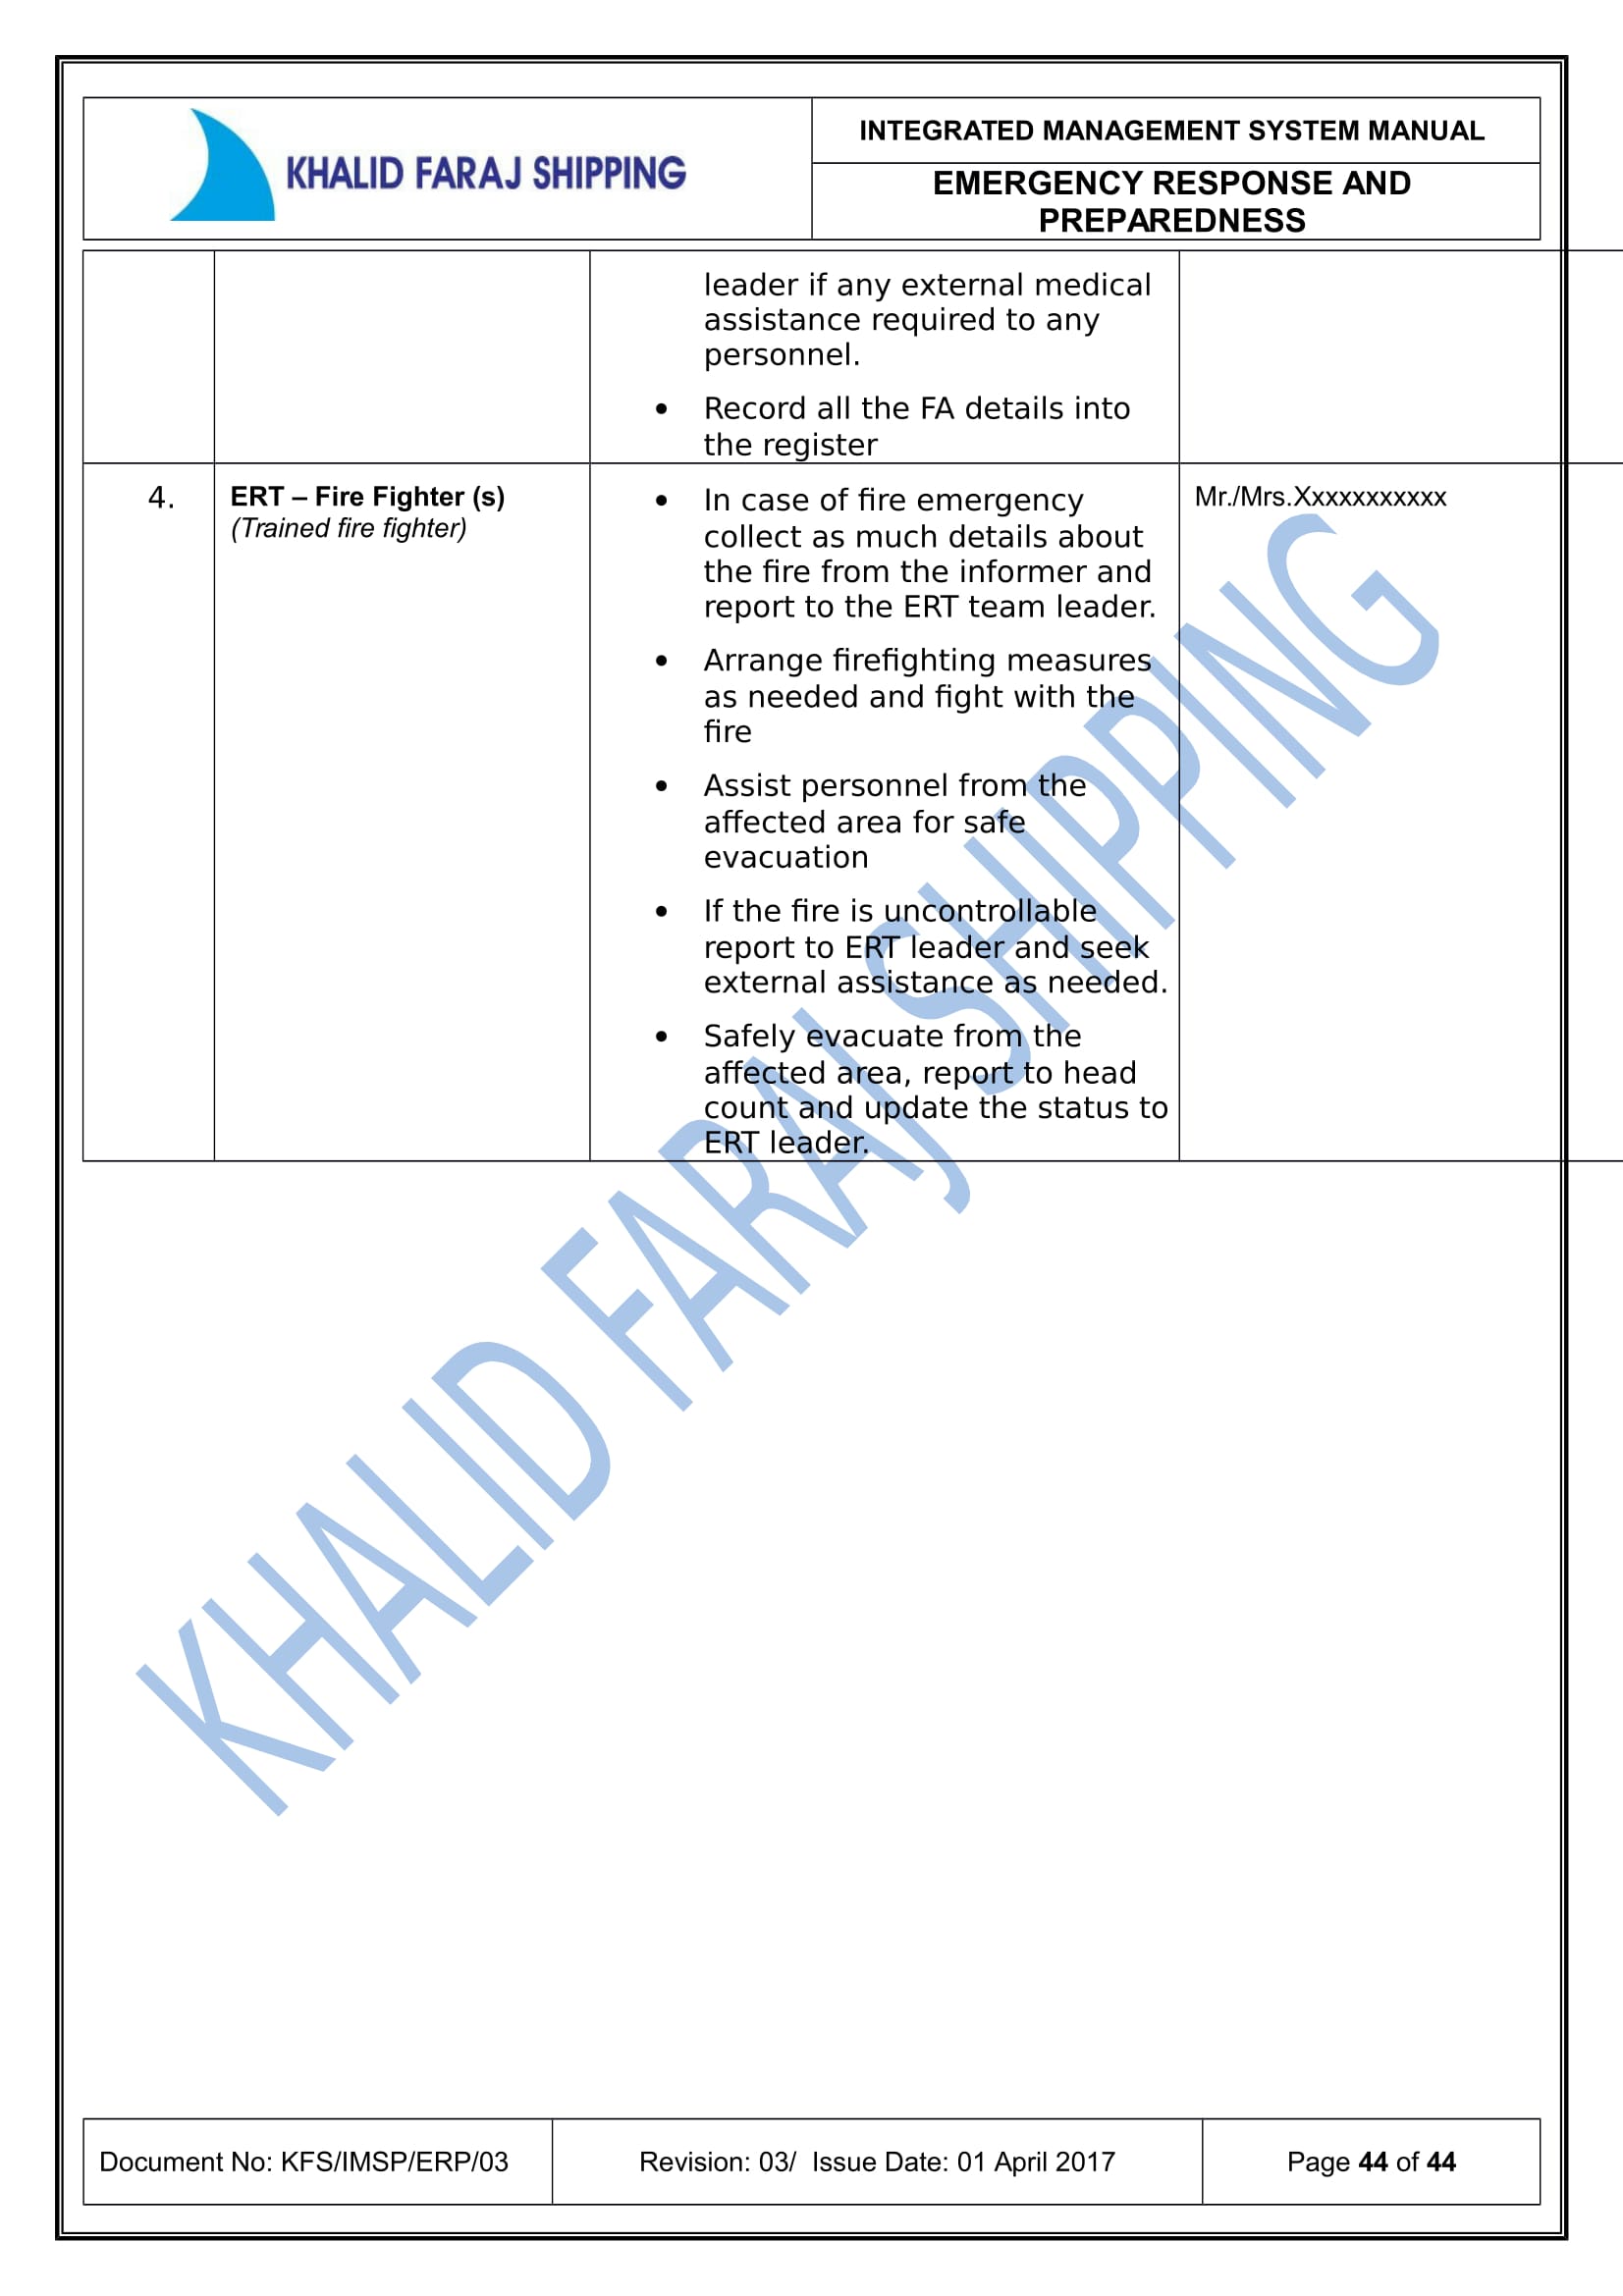 KHALID FARAJ SHIPPING
INTEGRATED MANAGEMENT SYSTEM MANUAL
EMERGENCY RESPONSE AND
PREPAREDNESS
leader if any external medical
assistance required to any
personnel.
• Record all the FA details into
the register
4.
ERT – Fire Fighter (s)
(Trained fire fighter)
• In case of fire emergency
collect as much details about
the fire from the informer and
report to the ERT team leader.
• Arrange firefighting measures
as needed and fight with the
fire
• Assist personnel from the
affected area for safe
evacuation
• If the fire is uncontrollable
report to ERT leader and seek
external assistance as needed.
• Safely evacuate from the
affected area, report to head
count and update the status to
ERT leader.
Mr./Mrs.Xxxxxxxxxxx
KHALID FARAJ SHIPPING
Document No: KFS/IMSP/ERP/03
Revision: 03/  Issue Date: 01 April 2017
Page 44 of 44